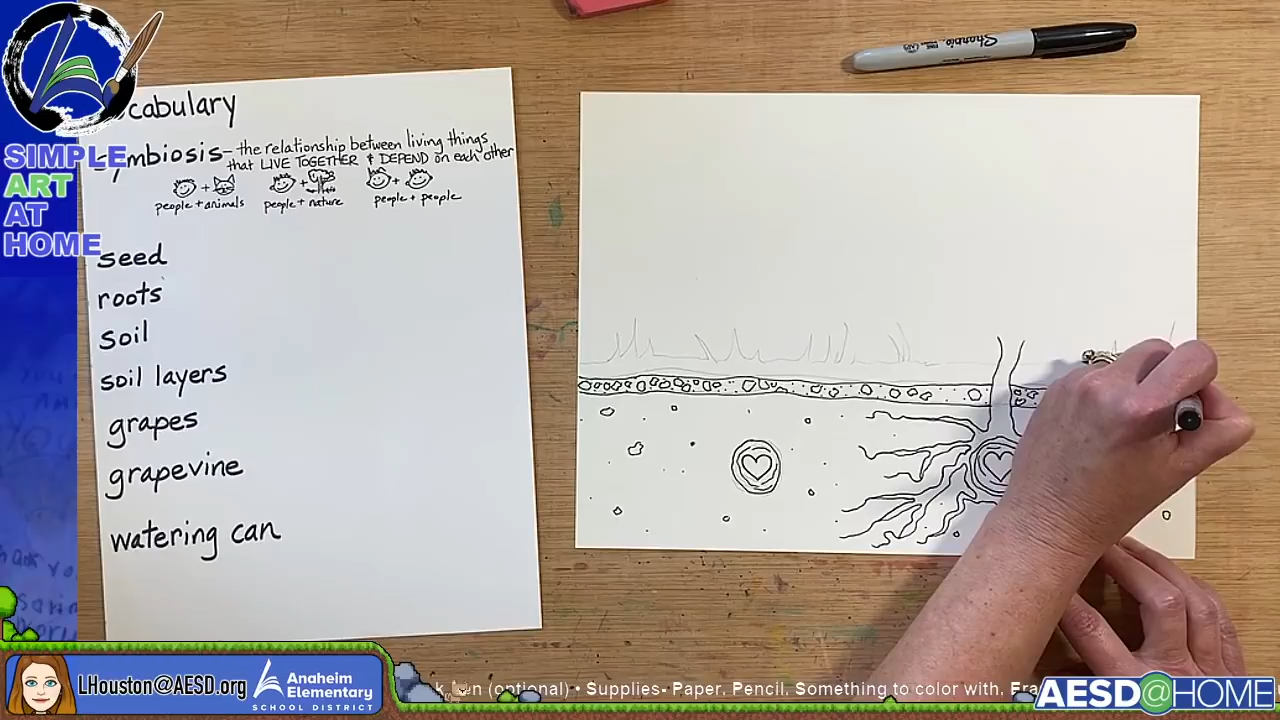 cabulary
Symbiosis- the relationship between living things
that LIVE TOGETHER & DEPEND on each other
people + animals people + nature people + people
seed
roots
soil
soil layers
grapes
grapevine
watering can
SIMPLE
ART
AT
HOME
Sharpie
LHouston@AESD.org
Anaheim
Elementary
SCHOOL DISTRICT
(optional) • Supplies- Paper. Pencil. Something to color with.
AESD@HOME